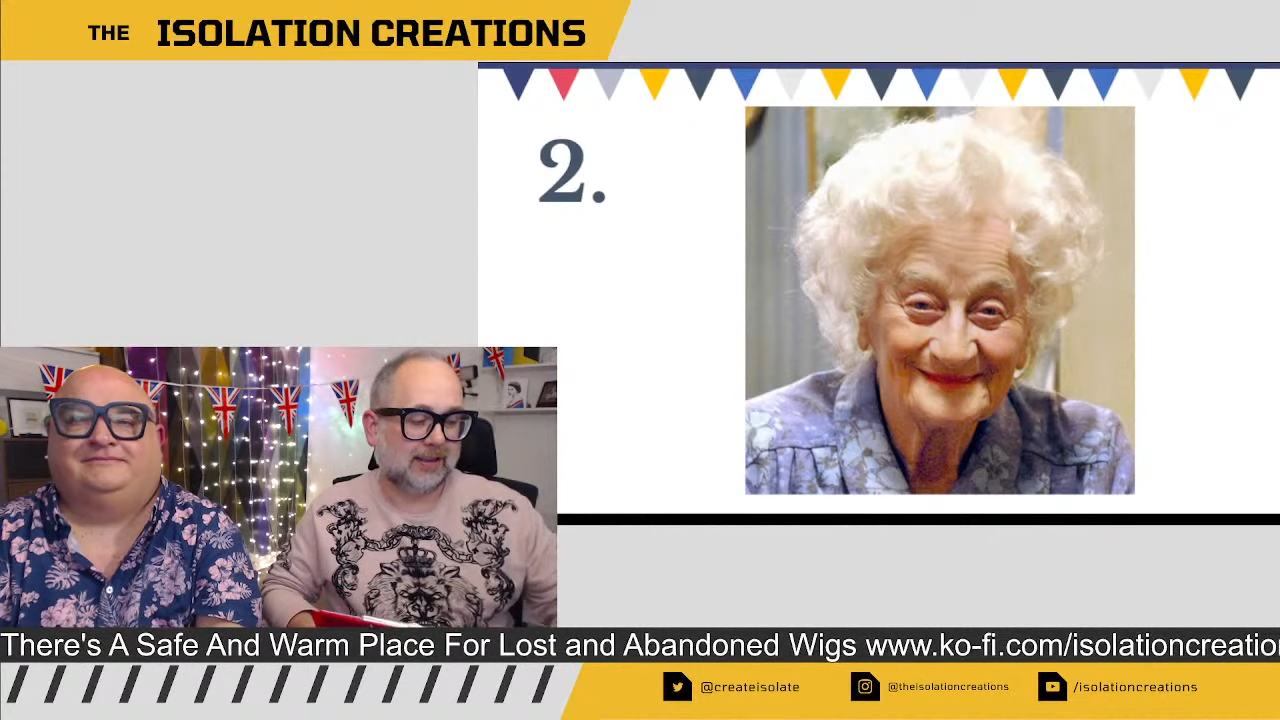 THE ISOLATION CREATIONS
2.
There's A Safe And Warm Place For Lost and Abandoned Wigs www.ko-fi.com/isolationcreation
@createisolate @theisolationcreations /isolationcreations